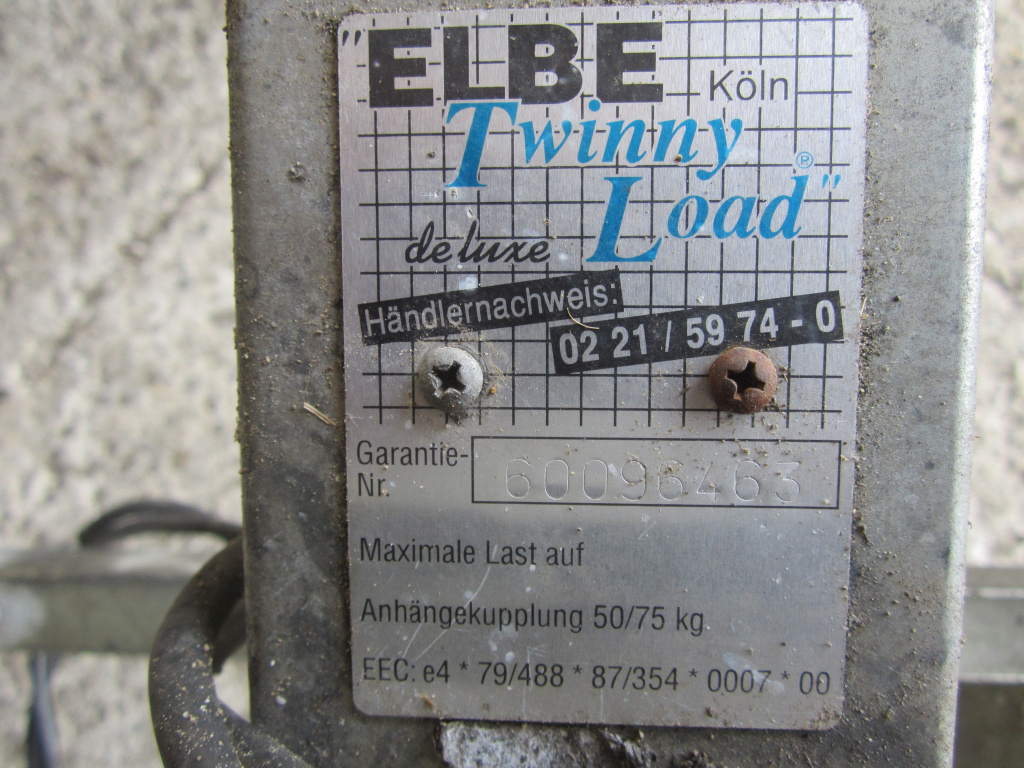 "ELBE Köln
Twinny
Load®"
de luxe
Händlernachweis:
02 21 / 59 74 - 0
Garantie-
Nr. 60096463
Maximale Last auf
Anhängekupplung 50/75 kg
EEC: e4 * 79/488 * 87/354 * 0007 * 00